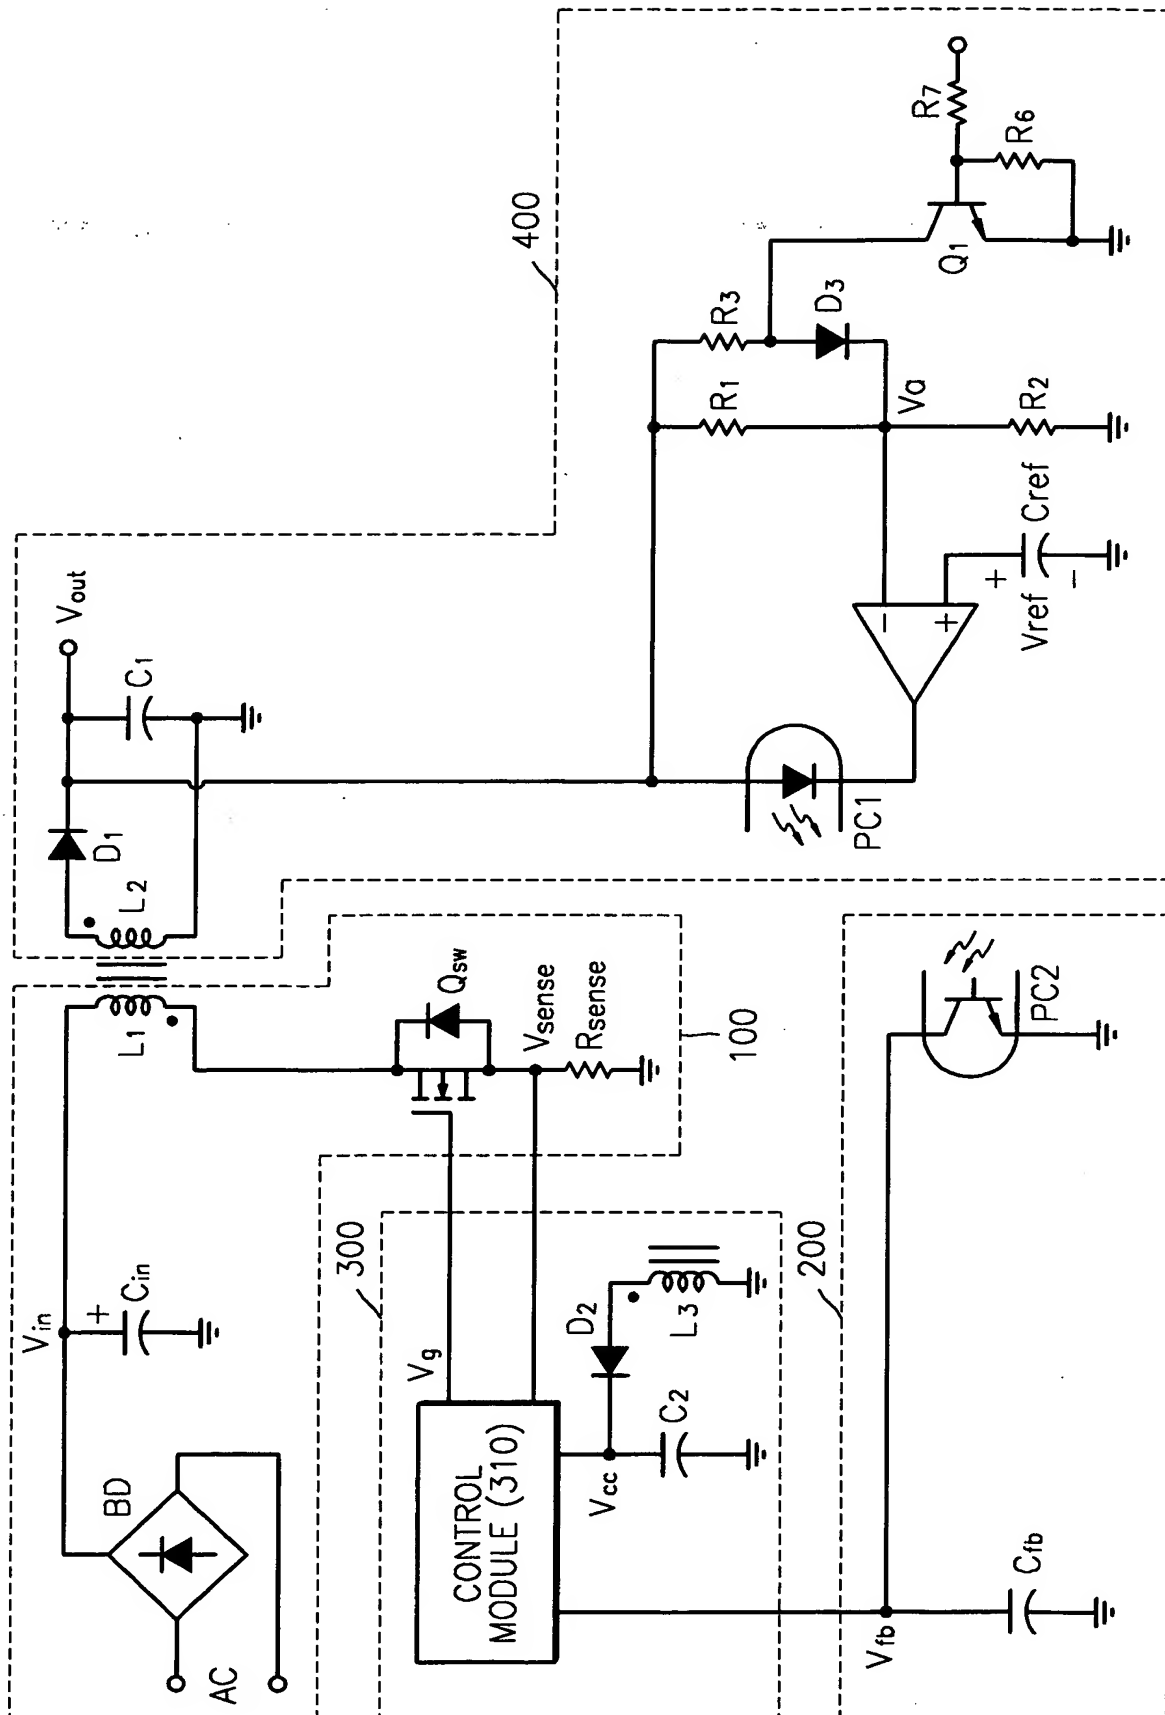 AC
BD
Vin
+
Cin
L1
L2
D1
C1
Vout
Qsw
Vsense
Rsense
100
300
Vg
CONTROL
MODULE (310)
D2
L3
Vcc
C2
200
Vfb
Cfb
PC2
400
PC1
R1
R3
D3
Va
R2
-
+
+
Vref
Cref
-
Q1
R7
R6